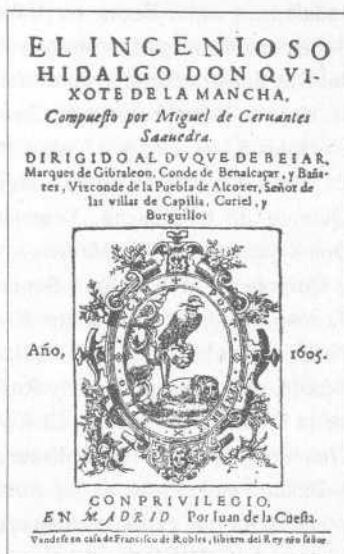 EL INGENIOSO
HIDALGO DON QVI-
XOTE DE LA MANCHA,
Compuesto por Miguel de Ceruantes
Saauedra.
DIRIGIDO AL DVQVE DE BEIAR,
Marques de Gibraleon, Conde de Benalcaçar, y Baña-
res, Vizconde de la Puebla de Alcozer, Señor de
las villas de Capilla, Curiel, y
Burguillos
Año, 1605.
CON PRIVILEGIO,
EN MADRID Por Iuan de la Cuesta.
Vendese en casa de Francisco de Robles, librero del Rey nro señor